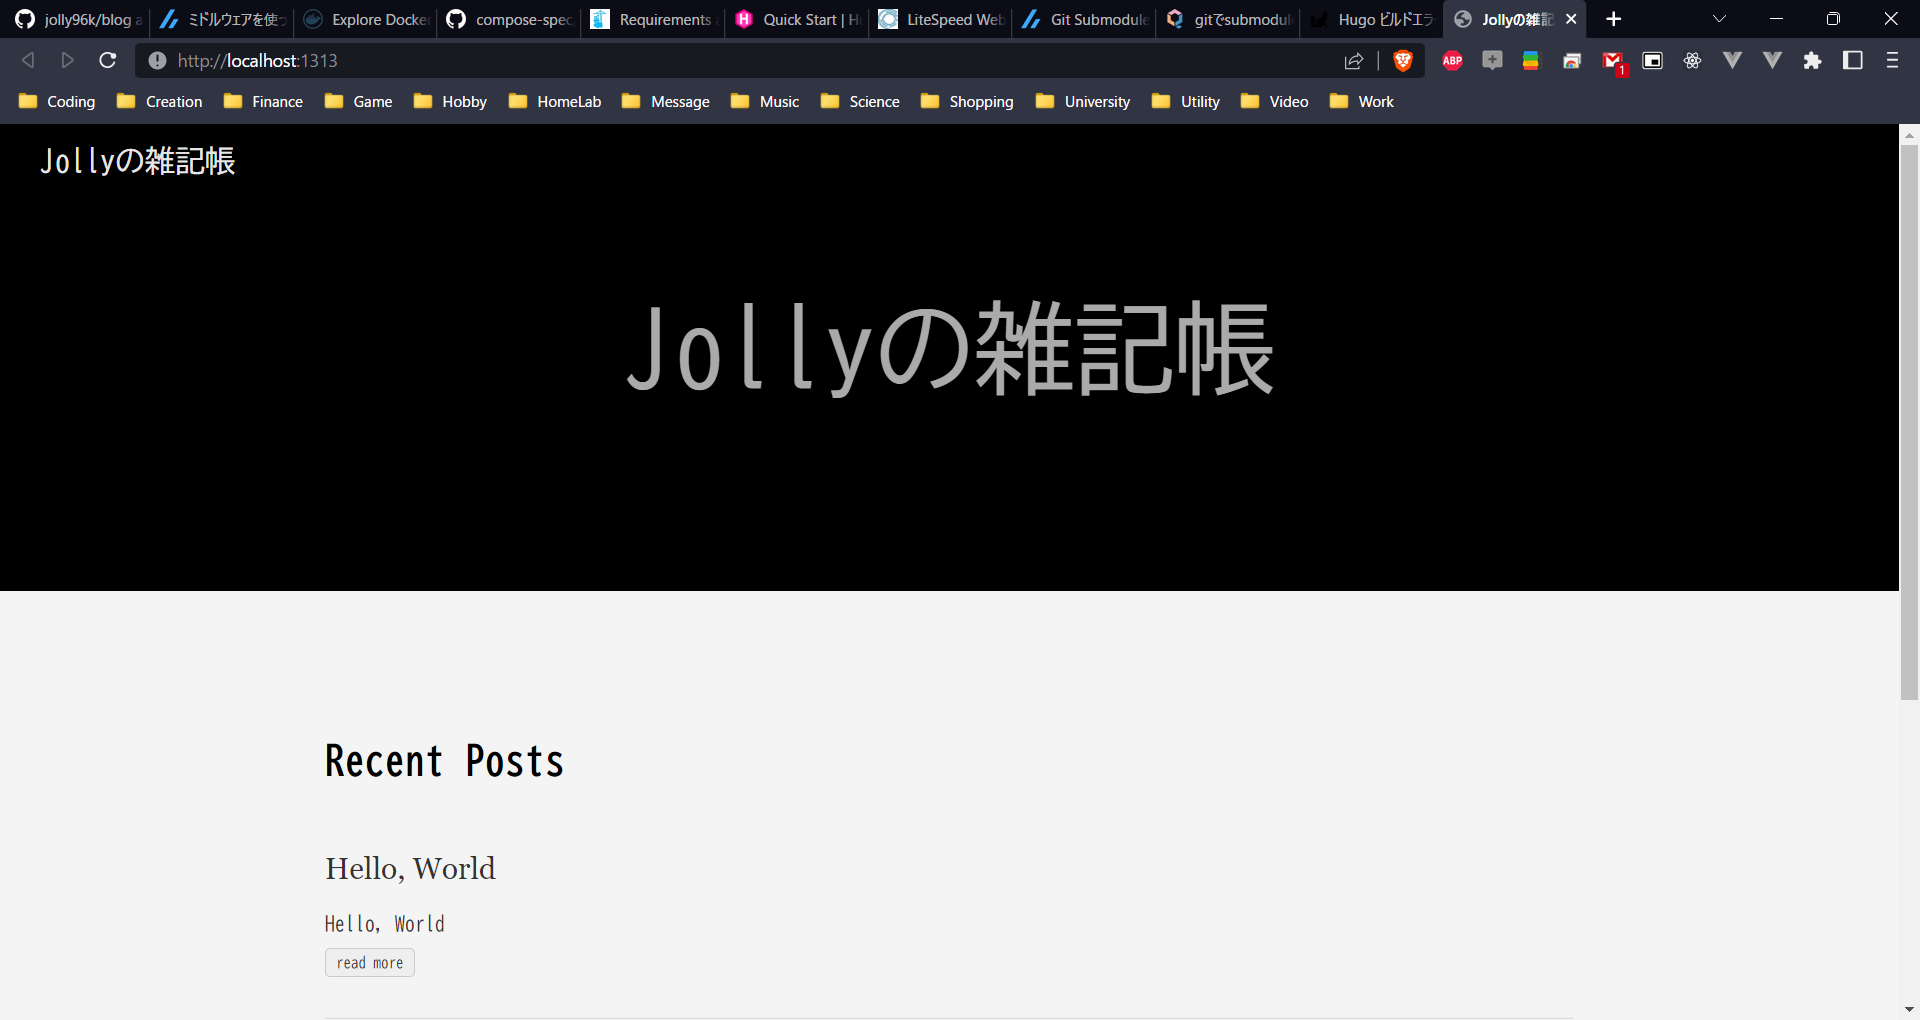 jolly96k/blog a
ミドルウェアを使っ
Explore Docke
compose-spec
Requirements a
Quick Start | Hu
LiteSpeed Web
Git Submodule
gitでsubmodul
Hugo ビルドエラ
Jollyの雑記
http://localhost:1313
ABP
1
Coding
Creation
Finance
Game
Hobby
HomeLab
Message
Music
Science
Shopping
University
Utility
Video
Work
Jollyの雑記帳
Jollyの雑記帳
Recent Posts
Hello, World
Hello, World
read more